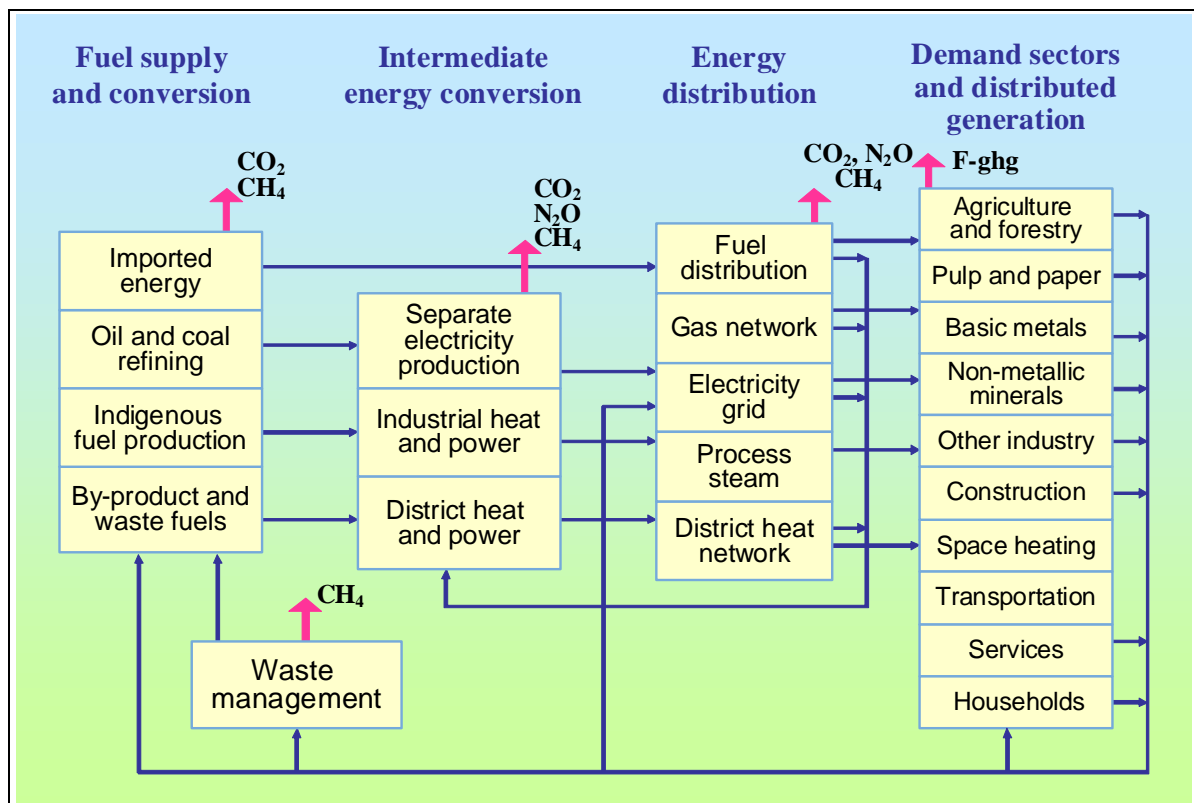 Fuel supply
and conversion
Intermediate
energy conversion
Energy
distribution
Demand sectors
and distributed
generation
CO₂
CH₄
CO₂
N₂O
CH₄
CO₂, N₂O
CH₄
F-ghg
Imported
energy
Oil and coal
refining
Indigenous
fuel production
By-product and
waste fuels
Separate
electricity
production
Industrial heat
and power
District heat
and power
Fuel
distribution
Gas network
Electricity
grid
Process
steam
District heat
network
Agriculture
and forestry
Pulp and paper
Basic metals
Non-metallic
minerals
Other industry
Construction
Space heating
Transportation
Services
Households
CH₄
Waste
management